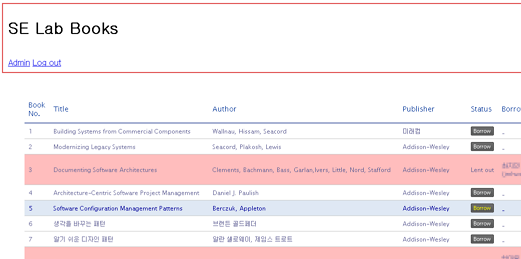 SE Lab Books
Admin Log out
Book No. Title Author Publisher Status Borro
1 Building Systems from Commercial Components Wallnau, Hissam, Seacord 미래컴 Borrow -
2 Modernizing Legacy Systems Seacord, Plakosh, Lewis Addison-Wesley Borrow -
3 Documenting Software Architectures Clements, Bachmann, Bass, Garlan,Ivers, Little, Nord, Stafford Addison-Wesley Lent out
4 Architecture-Centric Software Project Management Daniel J. Paulish Addison-Wesley Borrow -
5 Software Configuration Management Patterns Berczuk, Appleton Addison-Wesley Borrow -
6 생각을 바꾸는 패턴 브렌든 골드페더 Addison-Wesley Borrow -
7 알기 쉬운 디자인 패턴 알란 샐로웨이, 제임스 트로트 Addison-Wesley Borrow -